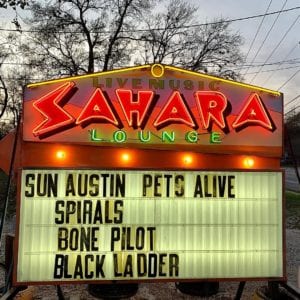 LIVE MUSIC
SAHARA
LOUNGE
SUN AUSTIN PETS ALIVE
SPIRALS
BONE PILOT
BLACK LADDER